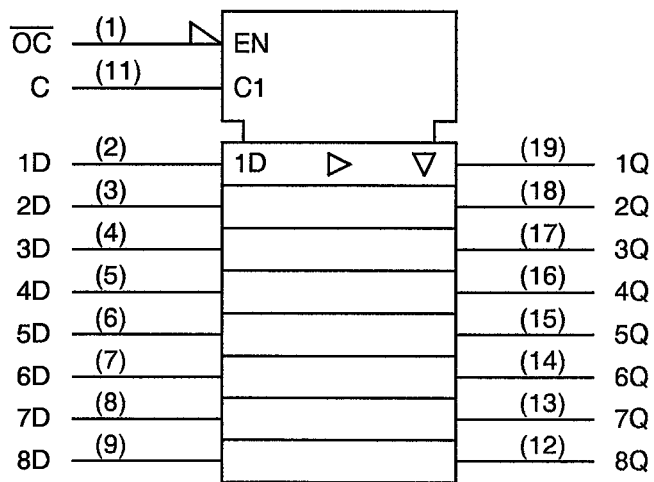 OC (1) EN
C (11) C1
1D (2) 1D (19) 1Q
2D (3) (18) 2Q
3D (4) (17) 3Q
4D (5) (16) 4Q
5D (6) (15) 5Q
6D (7) (14) 6Q
7D (8) (13) 7Q
8D (9) (12) 8Q